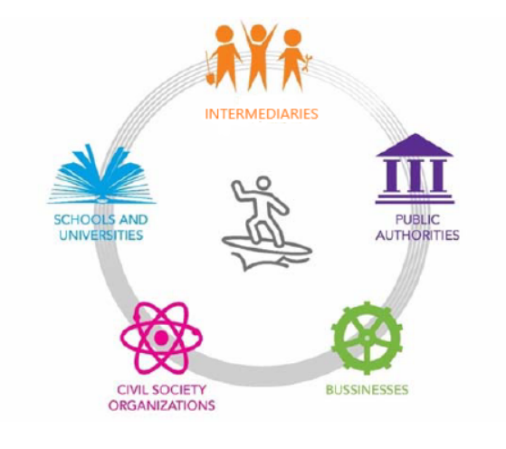 INTERMEDIARIES
SCHOOLS AND
UNIVERSITIES
PUBLIC
AUTHORITIES
CIVIL SOCIETY
ORGANIZATIONS
BUSSINESSES